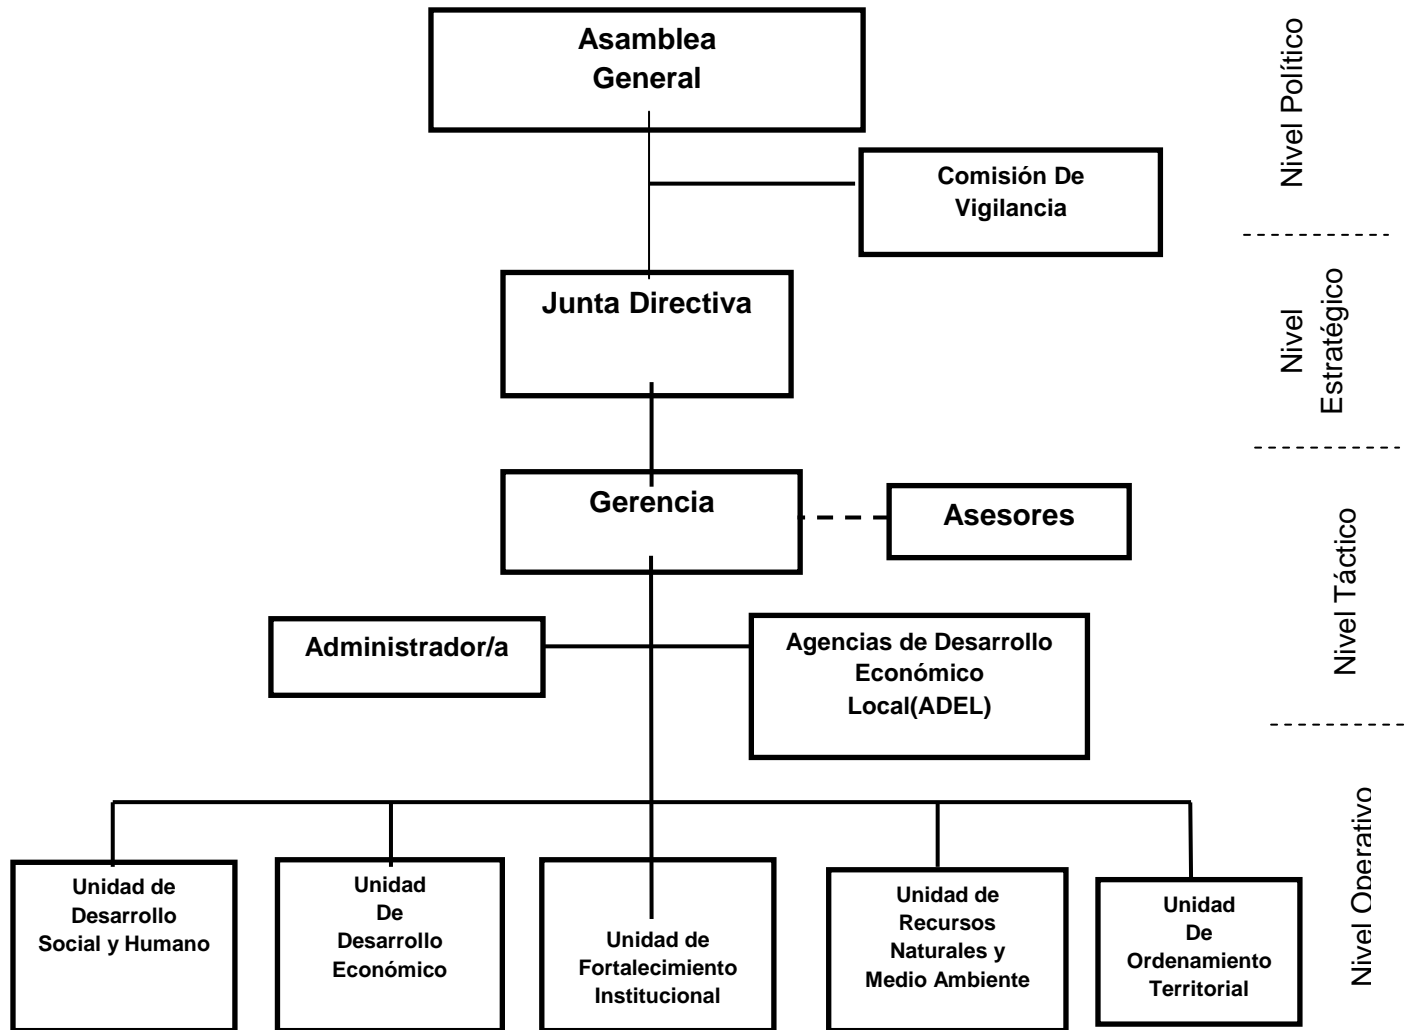 Asamblea
General
Nivel Político
Comisión De
Vigilancia
Junta Directiva
Nivel
Estratégico
Gerencia
Asesores
Nivel Táctico
Administrador/a
Agencias de Desarrollo
Económico
Local(ADEL)
Unidad de
Desarrollo
Social y Humano
Unidad
De
Desarrollo
Económico
Unidad de
Fortalecimiento
Institucional
Unidad de
Recursos
Naturales y
Medio Ambiente
Unidad
De
Ordenamiento
Territorial
Nivel Operativo